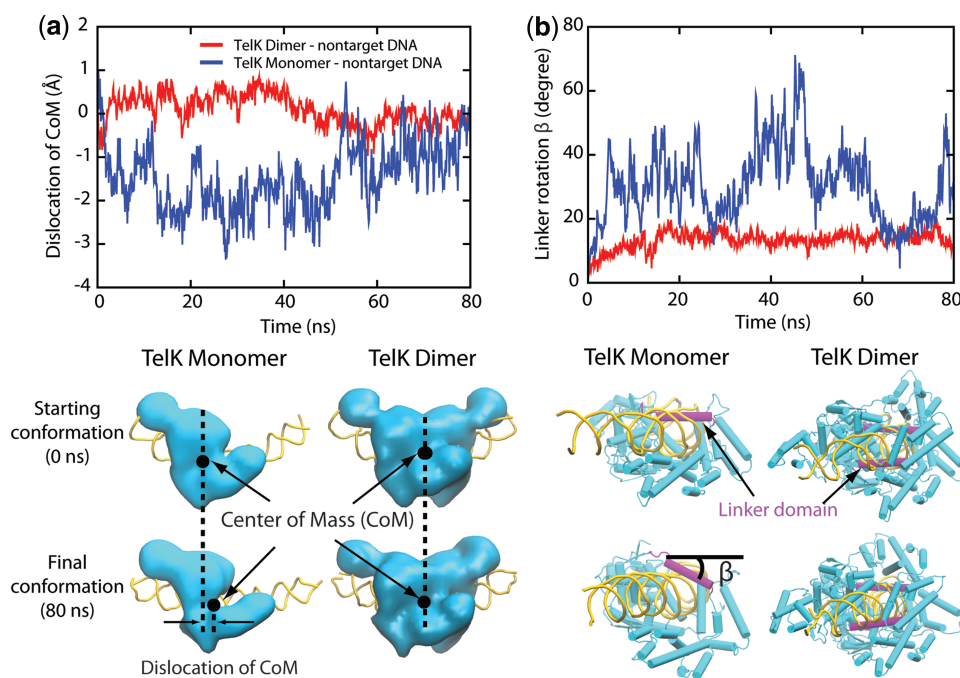 (a)
2
1
0
-1
-2
-3
-4
Dislocation of CoM (Å)
TelK Dimer - nontarget DNA
TelK Monomer - nontarget DNA
0
20
40
60
80
Time (ns)
(b)
80
60
40
20
0
Linker rotation β (degree)
0
20
40
60
80
Time (ns)
TelK Monomer
TelK Dimer
Starting
conformation
(0 ns)
Center of Mass (CoM)
Final
conformation
(80 ns)
Dislocation of CoM
TelK Monomer
TelK Dimer
Linker domain
β